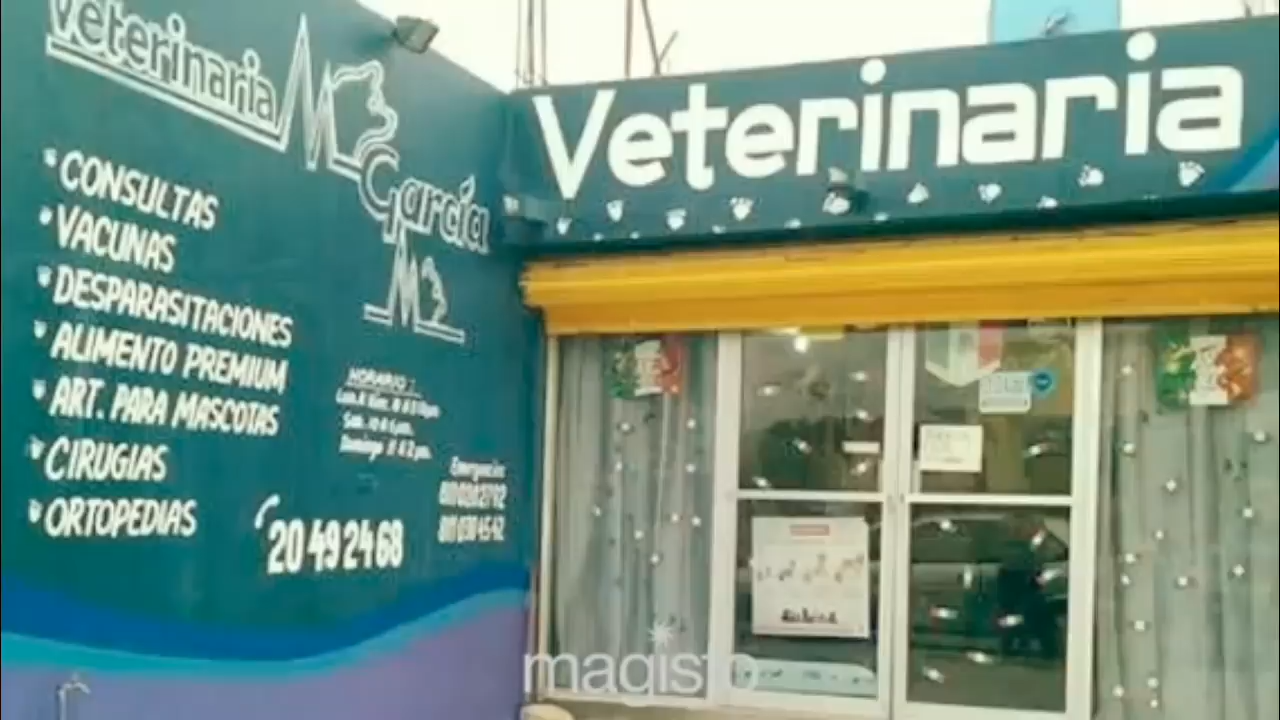 Veterinaria
García
CONSULTAS
VACUNAS
DESPARASITACIONES
ALIMENTO PREMIUM
ART. PARA MASCOTAS
CIRUGIAS
ORTOPEDIAS
HORARIO:
Domingo
20 49 24 68
Emergencias
Veterinaria
magisto